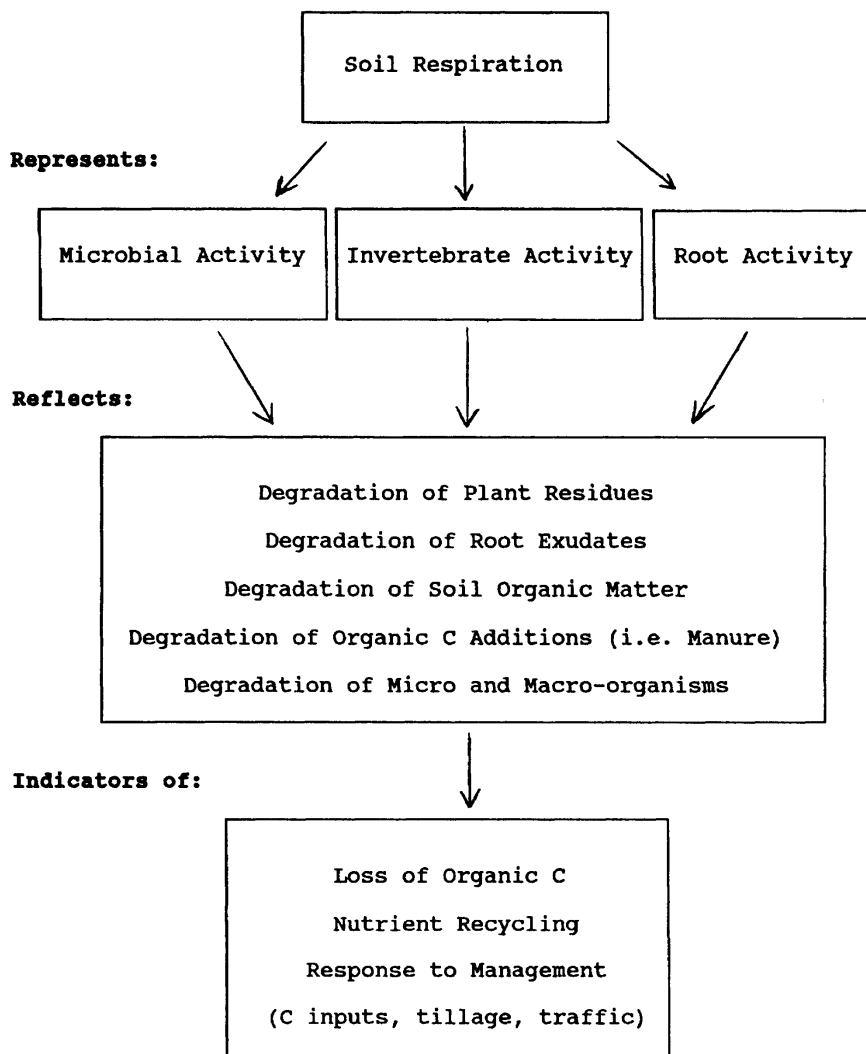 Soil Respiration
Represents:
Microbial Activity
Invertebrate Activity
Root Activity
Reflects:
Degradation of Plant Residues
Degradation of Root Exudates
Degradation of Soil Organic Matter
Degradation of Organic C Additions (i.e. Manure)
Degradation of Micro and Macro-organisms
Indicators of:
Loss of Organic C
Nutrient Recycling
Response to Management
(C inputs, tillage, traffic)